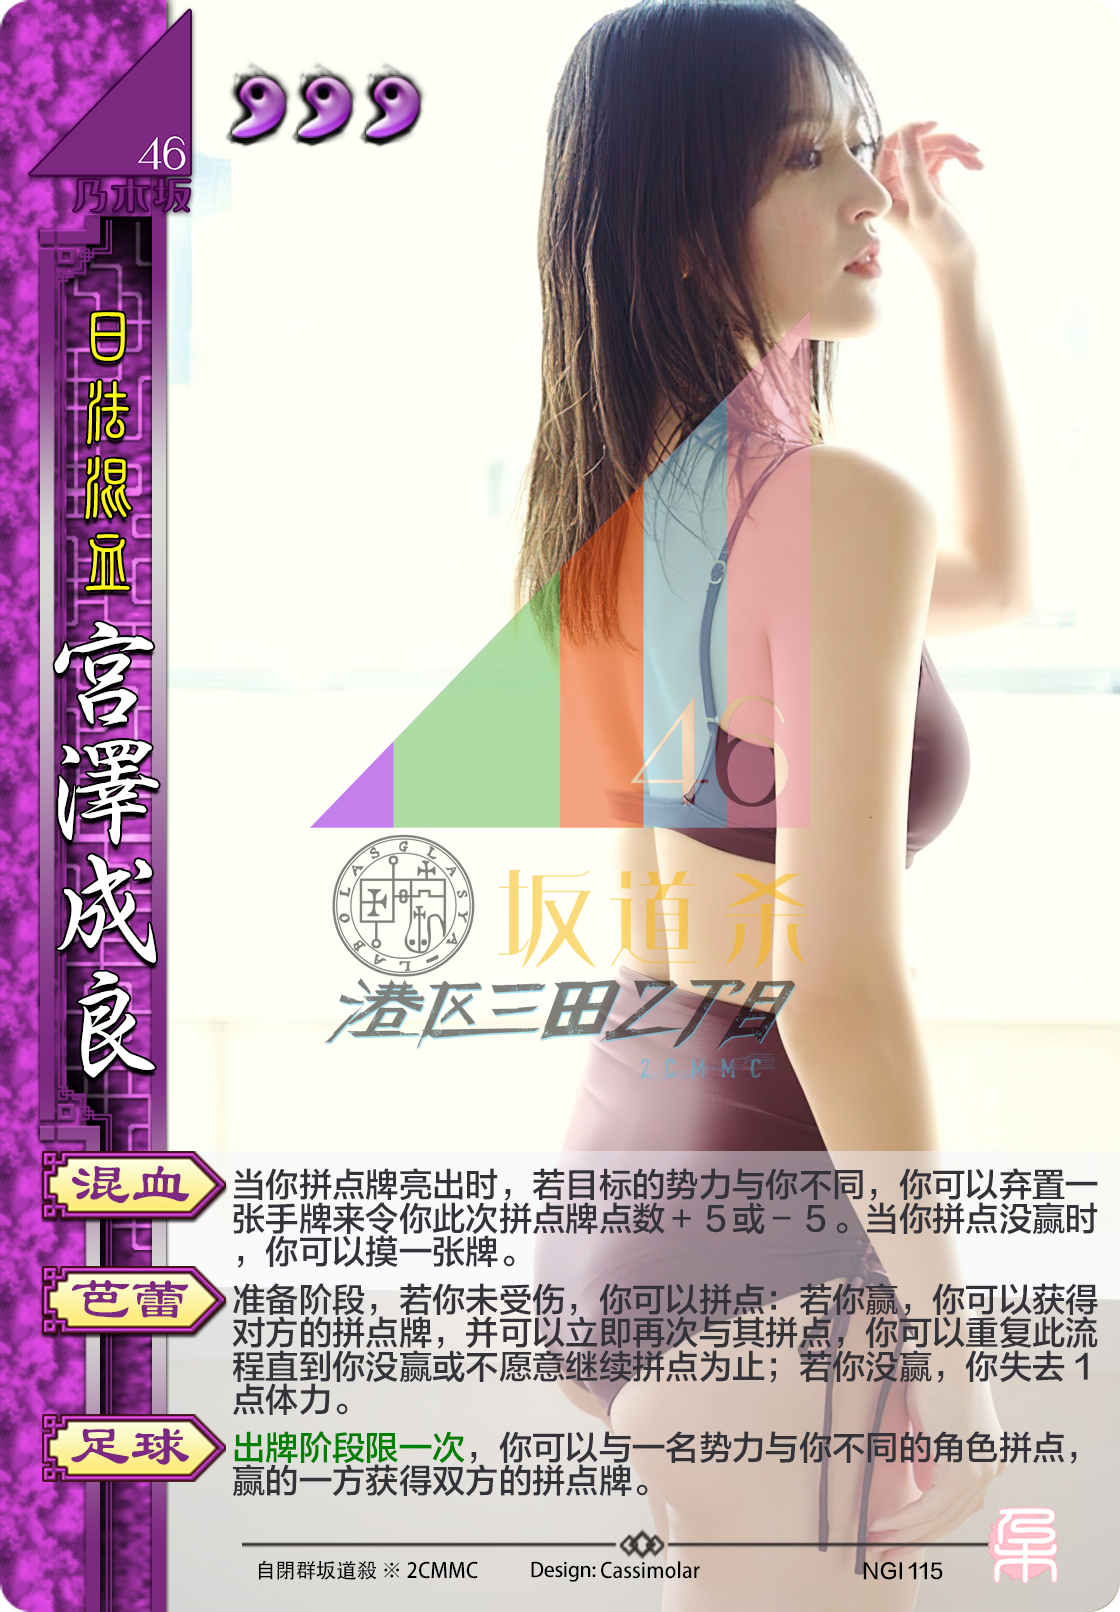 46
乃木坂
日法混血
宮澤成良
46
GLASYA-LABOLAS
坂道杀
港区三田2丁目
2.CMMC
混血
当你拼点牌亮出时，若目标的势力与你不同，你可以弃置一
张手牌来令你此次拼点牌点数＋５或－５。当你拼点没赢时
，你可以摸一张牌。
芭蕾
准备阶段，若你未受伤，你可以拼点：若你赢，你可以获得
对方的拼点牌，并可以立即再次与其拼点，你可以重复此流
程直到你没赢或不愿意继续拼点为止；若你没赢，你失去１
点体力。
足球
出牌阶段限一次，你可以与一名势力与你不同的角色拼点，
赢的一方获得双方的拼点牌。
自閉群坂道殺 ※ 2CMMC
Design: Cassimolar
NGI 115